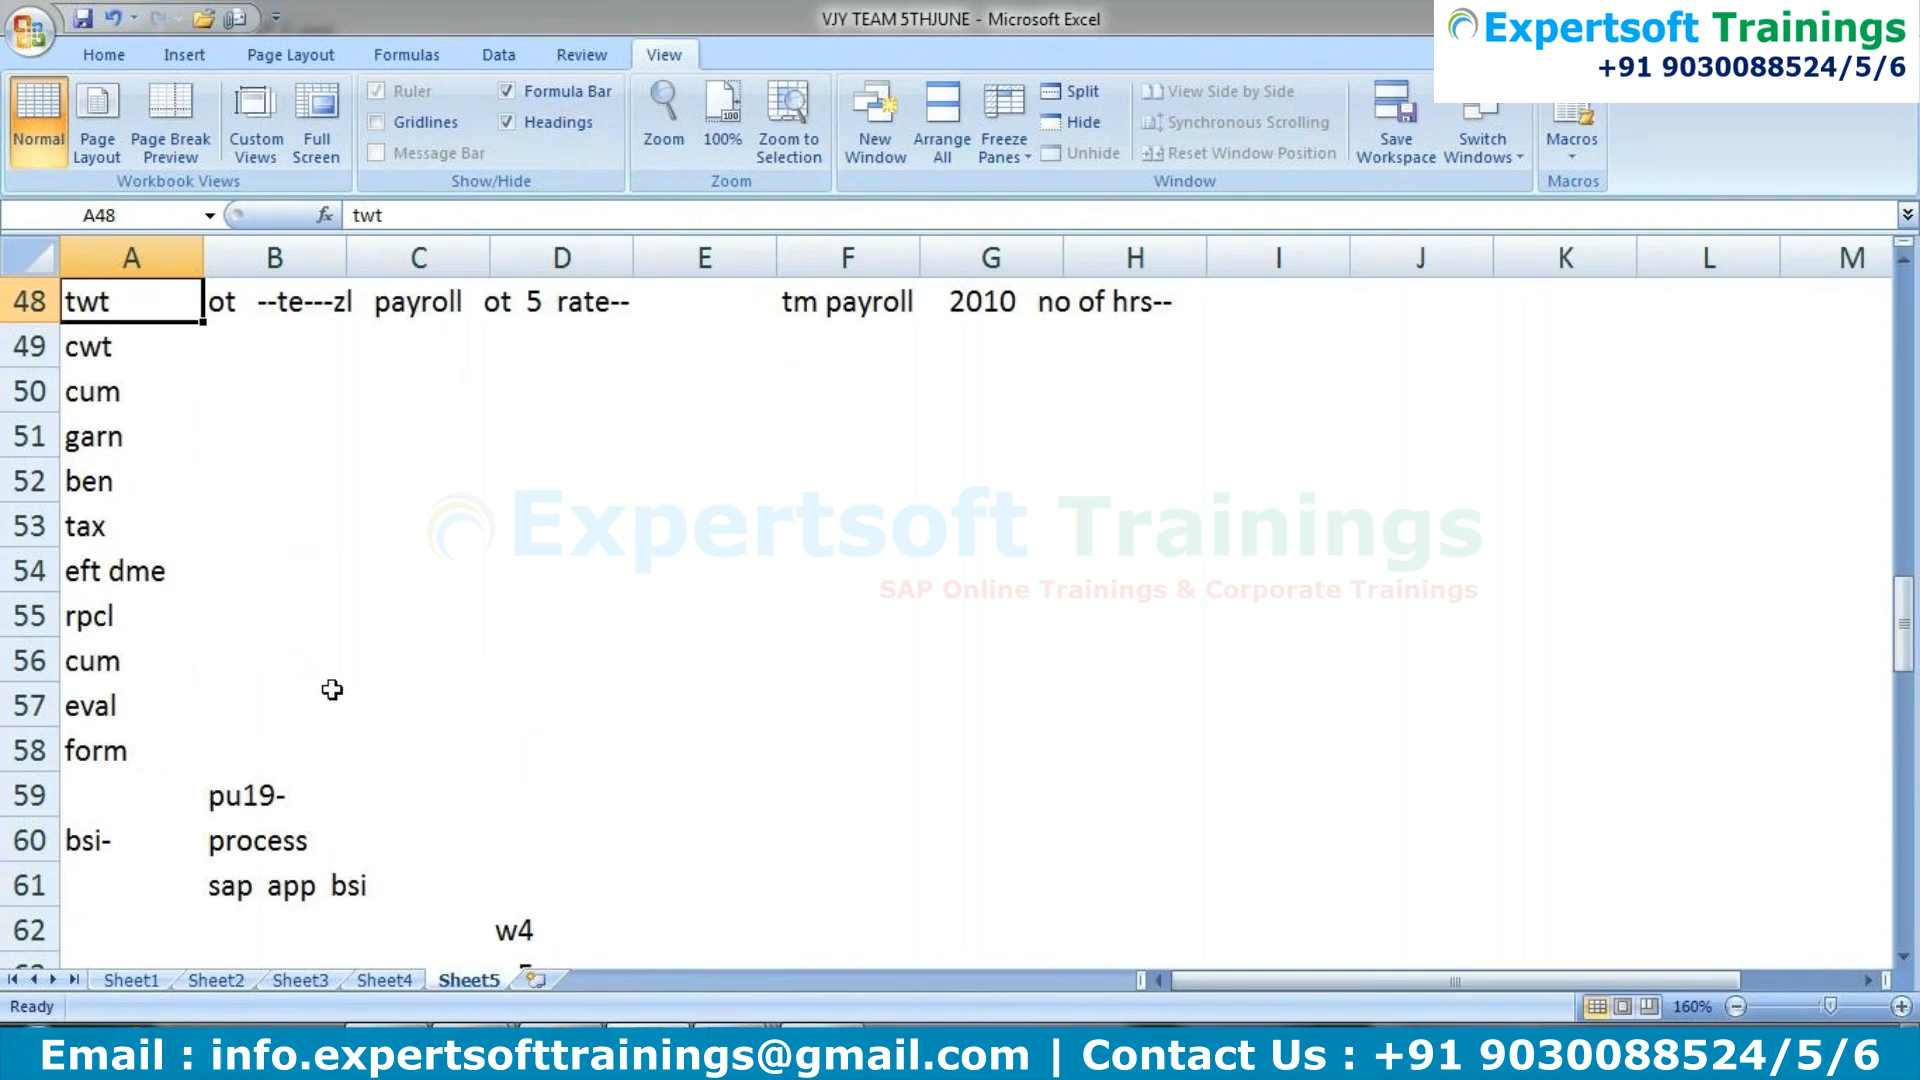 VJY TEAM 5THJUNE - Microsoft Excel
Expertsoft Trainings
+91 9030088524/5/6
Home Insert Page Layout Formulas Data Review View
Ruler Formula Bar Split View Side by Side
Gridlines Headings Hide Synchronous Scrolling
Message Bar Unhide Reset Window Position
Normal Page Layout Page Break Preview Custom Views Full Screen
Zoom 100% Zoom to Selection
New Window Arrange All Freeze Panes
Save Workspace Switch Windows Macros
Workbook Views Show/Hide Zoom Window Macros
A48 fx twt
A B C D E F G H I J K L M
48 twt ot --te---zl payroll ot 5 rate-- tm payroll 2010 no of hrs--
49 cwt
50 cum
51 garn
52 ben
53 tax
54 eft dme
55 rpcl
56 cum
57 eval
58 form
59 pu19-
60 bsi- process
61 sap app bsi
62 w4
Expertsoft Trainings
SAP Online Trainings & Corporate Trainings
Sheet1 Sheet2 Sheet3 Sheet4 Sheet5
Ready 160%
Email : info.expertsofttrainings@gmail.com | Contact Us : +91 9030088524/5/6